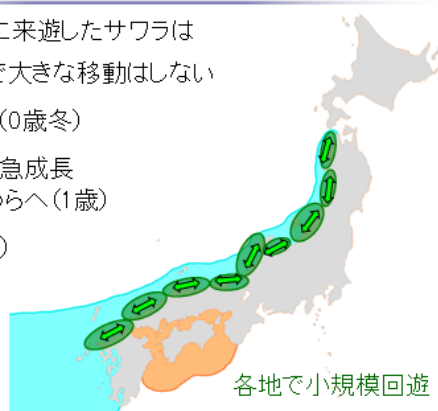 に来遊したサワラは
で大きな移動はしない
(0歳冬)
急成長
らへ(1歳)
)
各地で小規模回遊